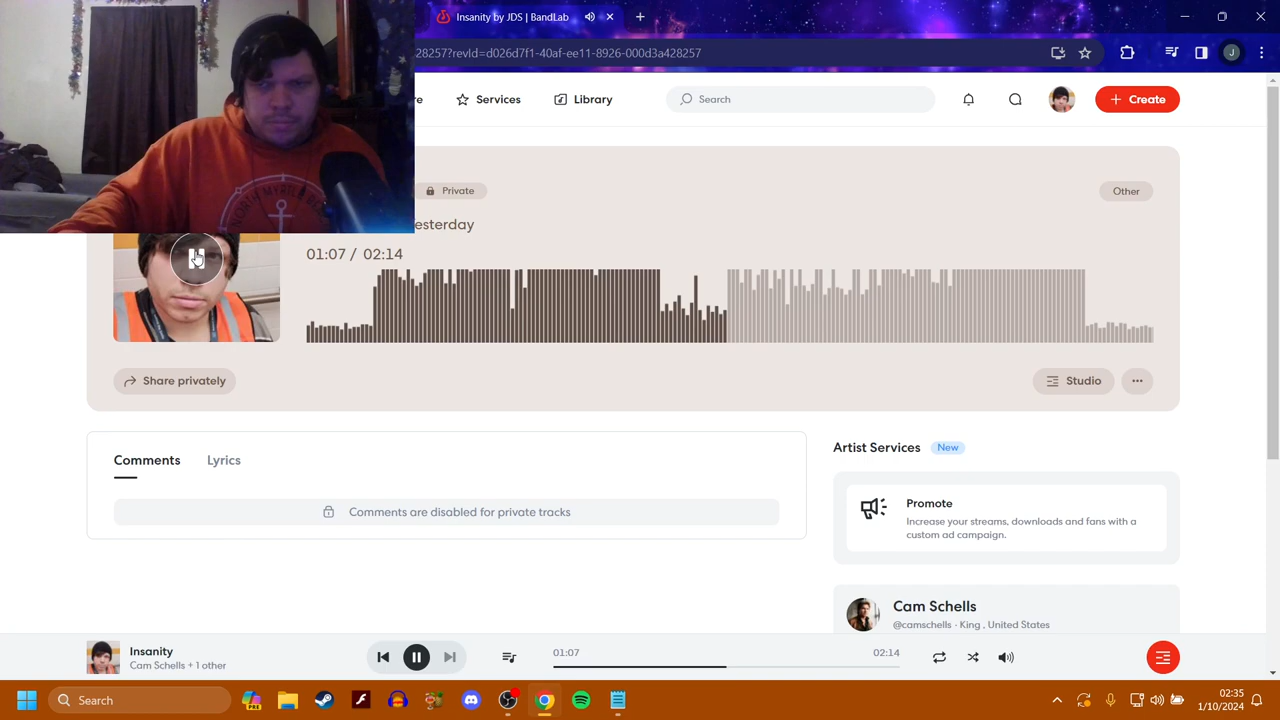 Insanity by JDS | BandLab
28257?revId=d026d7f1-40af-ee11-8926-000d3a428257
re
Services
Library
Search
J
Create
Private
Other
esterday
01:07 / 02:14
Share privately
Studio
Comments
Lyrics
Comments are disabled for private tracks
Artist Services
New
Promote
Increase your streams, downloads and fans with a
custom ad campaign.
Cam Schells
@camschells · King , United States
Insanity
Cam Schells + 1 other
01:07
02:14
Search
PRE
02:35
1/10/2024